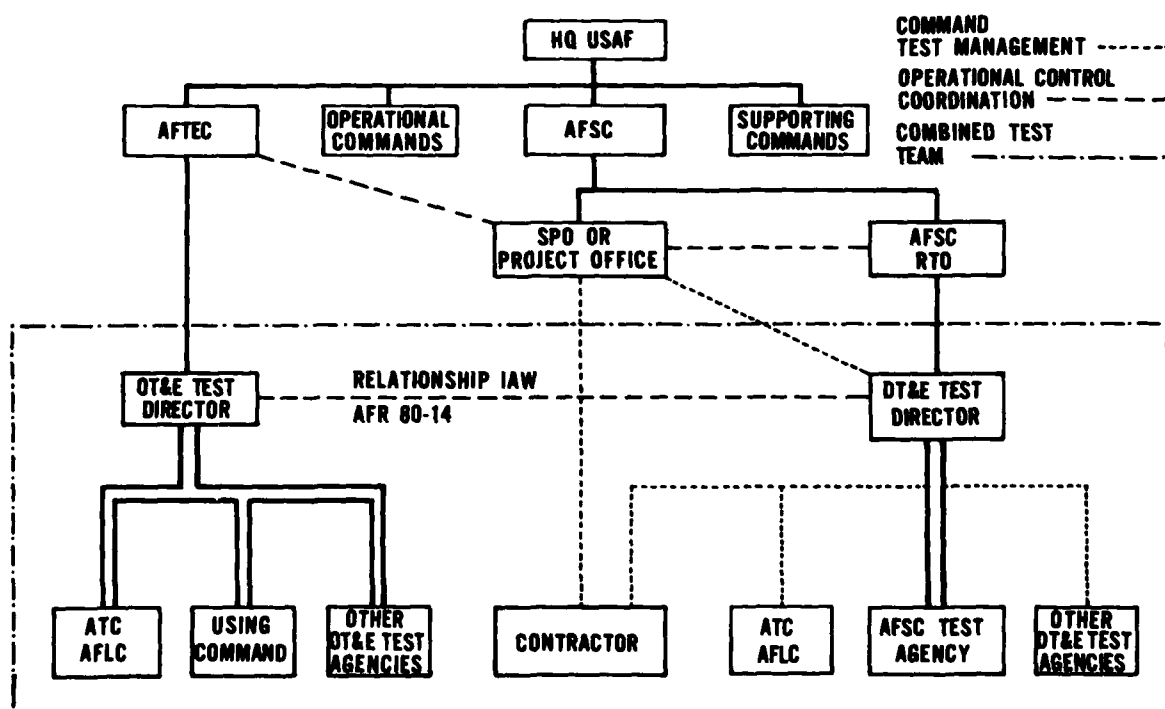 HQ USAF
COMMAND
TEST MANAGEMENT
OPERATIONAL CONTROL
COORDINATION
COMBINED TEST
TEAM
AFTEC
OPERATIONAL
COMMANDS
AFSC
SUPPORTING
COMMANDS
SPO OR
PROJECT OFFICE
AFSC
RTO
OT&E TEST
DIRECTOR
RELATIONSHIP IAW
AFR 80-14
DT&E TEST
DIRECTOR
ATC
AFLC
USING
COMMAND
OTHER
OT&E TEST
AGENCIES
CONTRACTOR
ATC
AFLC
AFSC TEST
AGENCY
OTHER
DT&E TEST
AGENCIES